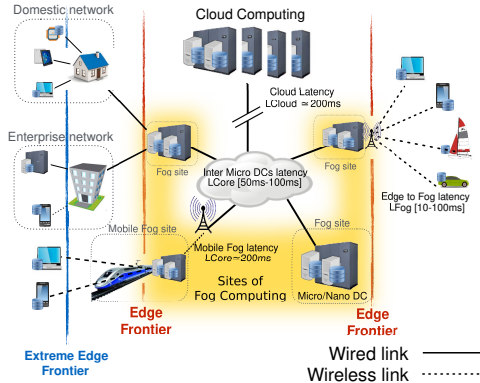 Domestic network
Cloud Computing
Cloud Latency
LCloud ≃200ms
Enterprise network
Fog site
Fog site
Inter Micro DCs latency
LCore [50ms-100ms]
Edge to Fog latency
LFog [10-100ms]
Mobile Fog site
Fog site
Mobile Fog latency
LCore≃200ms
Sites of
Fog Computing
Micro/Nano DC
Edge
Frontier
Edge
Frontier
Extreme Edge
Frontier
Wired link
Wireless link